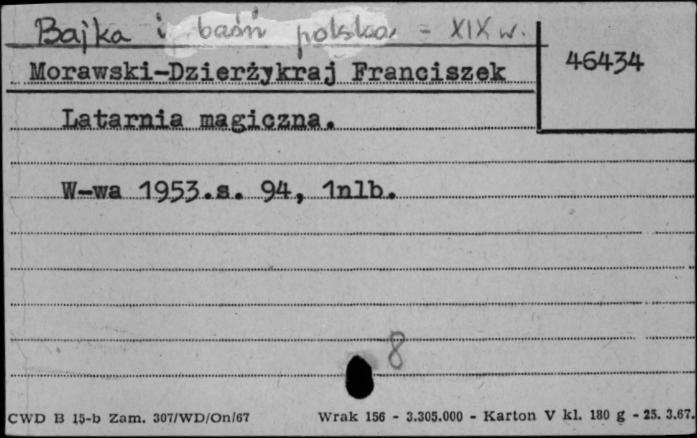 Bajka i baśń polska - XIX w.
46434
Morawski-Dzierżykraj Franciszek
Latarnia magiczna.
W-wa 1953.s. 94, 1nlb.
8
CWD B 15-b Zam. 307/WD/On/67 Wrak 156 - 3.305.000 - Karton V kl. 180 g - 25. 3.67.